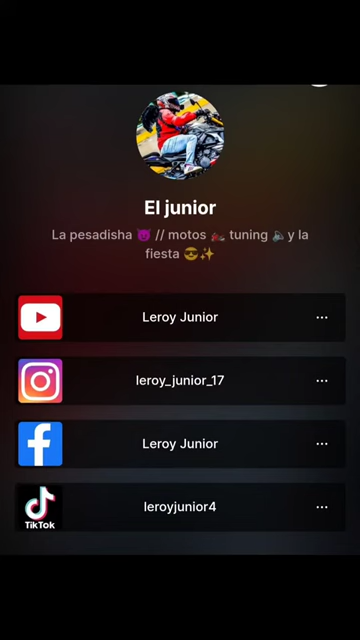 El junior
La pesadisha 😈 // motos 🏍️ tuning 🔈 y la
fiesta 😎✨
Leroy Junior
leroy_junior_17
Leroy Junior
leroyjunior4
TikTok